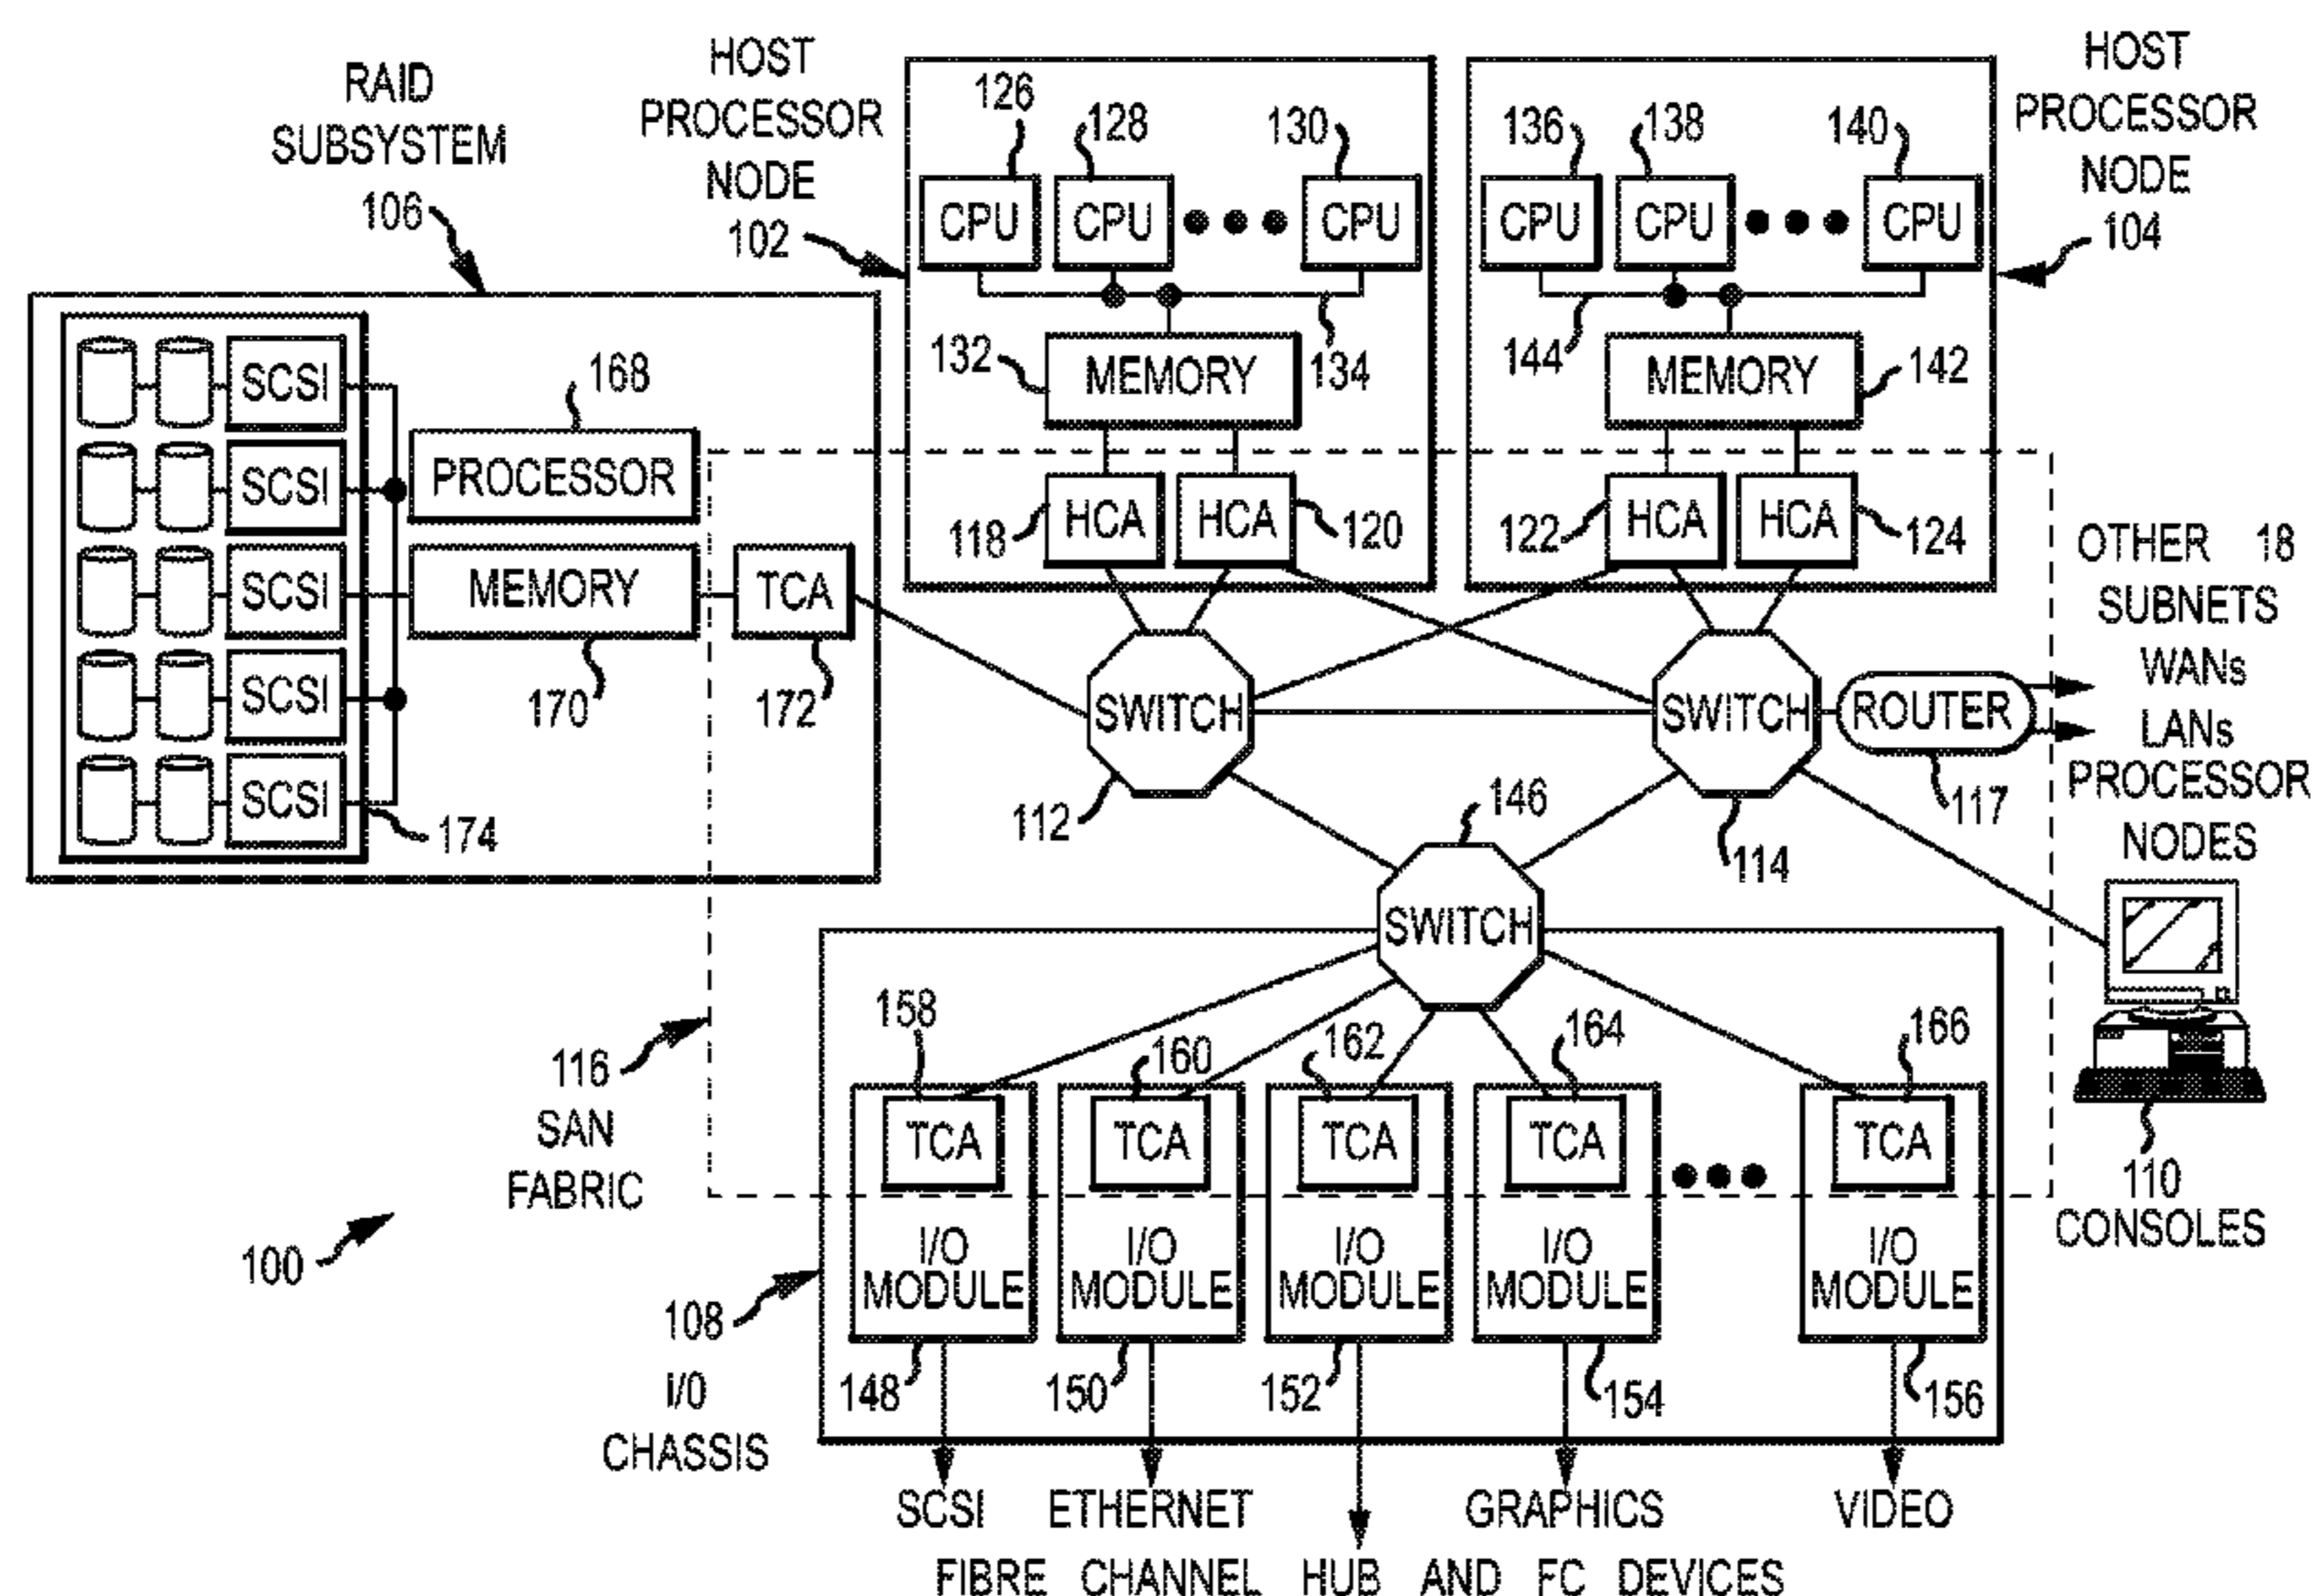 HOST
PROCESSOR
NODE
102
HOST
PROCESSOR
NODE
104
RAID
SUBSYSTEM
106
126
128
130
136
138
140
CPU
CPU
CPU
CPU
CPU
CPU
132
MEMORY
134
144
MEMORY
142
SCSI
SCSI
SCSI
SCSI
SCSI
174
168
PROCESSOR
MEMORY
170
TCA
172
118
HCA
HCA
120
122
HCA
HCA
124
OTHER 18
SUBNETS
WANs
LANs
PROCESSOR
NODES
SWITCH
112
SWITCH
114
ROUTER
117
146
SWITCH
116
SAN
FABRIC
100
158
160
162
164
166
TCA
TCA
TCA
TCA
TCA
I/O
MODULE
I/O
MODULE
I/O
MODULE
I/O
MODULE
I/O
MODULE
110
CONSOLES
108
I/O
CHASSIS
148
150
152
154
156
SCSI
ETHERNET
GRAPHICS
VIDEO
FIBRE CHANNEL HUB AND FC DEVICES